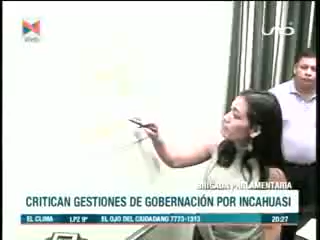 uno
BRIGADA PARLAMENTARIA
CRITICAN GESTIONES DE GOBERNACIÓN POR INCAHUASI
EL CLIMA LPZ 9° EL OJO DEL CIUDADANO 7773-1313 20:27